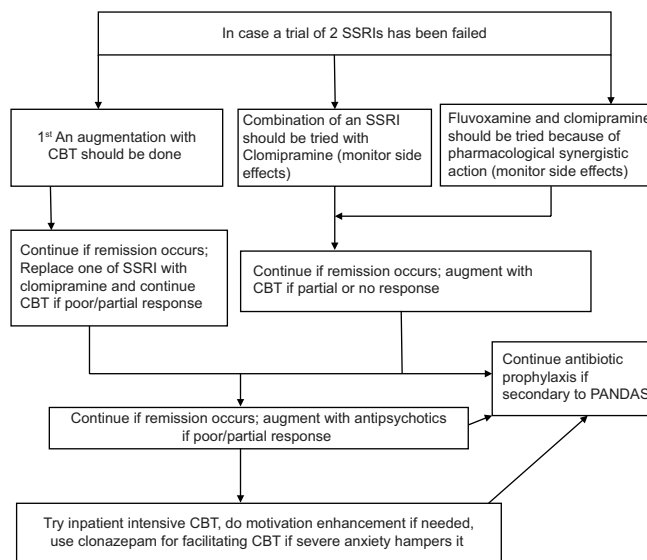 In case a trial of 2 SSRIs has been failed
1st An augmentation with
CBT should be done
Combination of an SSRI
should be tried with
Clomipramine (monitor side
effects)
Fluvoxamine and clomipramine
should be tried because of
pharmacological synergistic
action (monitor side effects)
Continue if remission occurs;
Replace one of SSRI with
clomipramine and continue
CBT if poor/partial response
Continue if remission occurs; augment with
CBT if partial or no response
Continue antibiotic
prophylaxis if
secondary to PANDAS
Continue if remission occurs; augment with antipsychotics
if poor/partial response
Try inpatient intensive CBT, do motivation enhancement if needed,
use clonazepam for facilitating CBT if severe anxiety hampers it